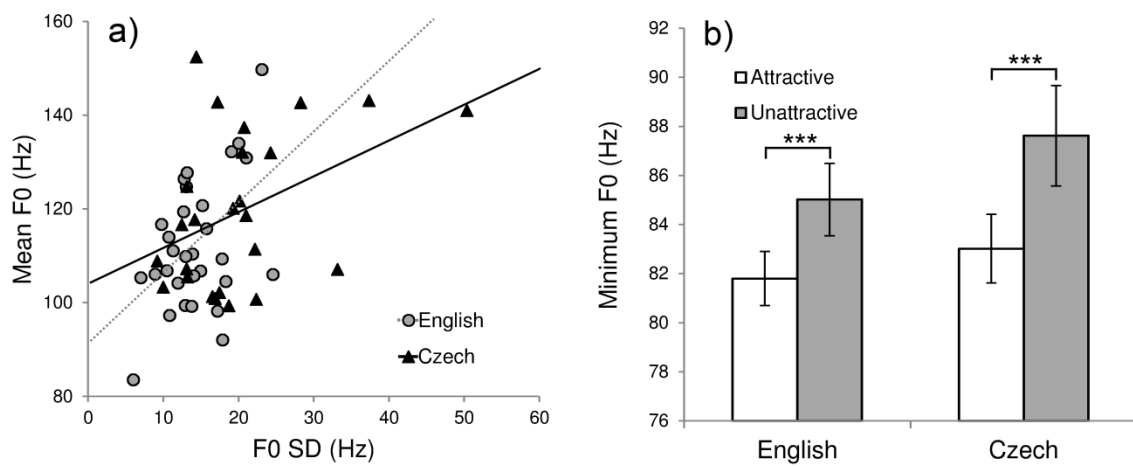 a)
160
140
120
100
80
Mean F0 (Hz)
English
Czech
0 10 20 30 40 50 60
F0 SD (Hz)
b)
92
90
88
86
84
82
80
78
76
Minimum F0 (Hz)
Attractive
Unattractive
***
***
English Czech